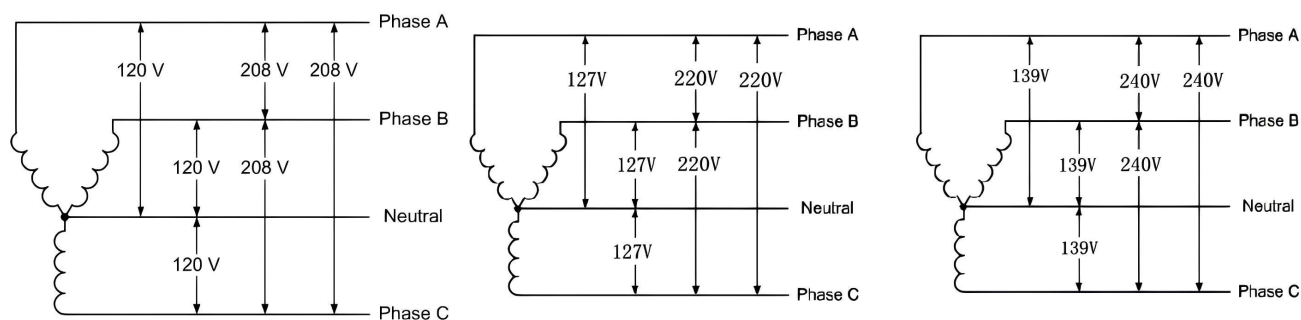 Phase A
120 V
208 V
208 V
Phase B
120 V
208 V
Neutral
120 V
Phase C
Phase A
127V
220V
220V
Phase B
127V
220V
Neutral
127V
Phase C
Phase A
139V
240V
240V
Phase B
139V
240V
Neutral
139V
Phase C